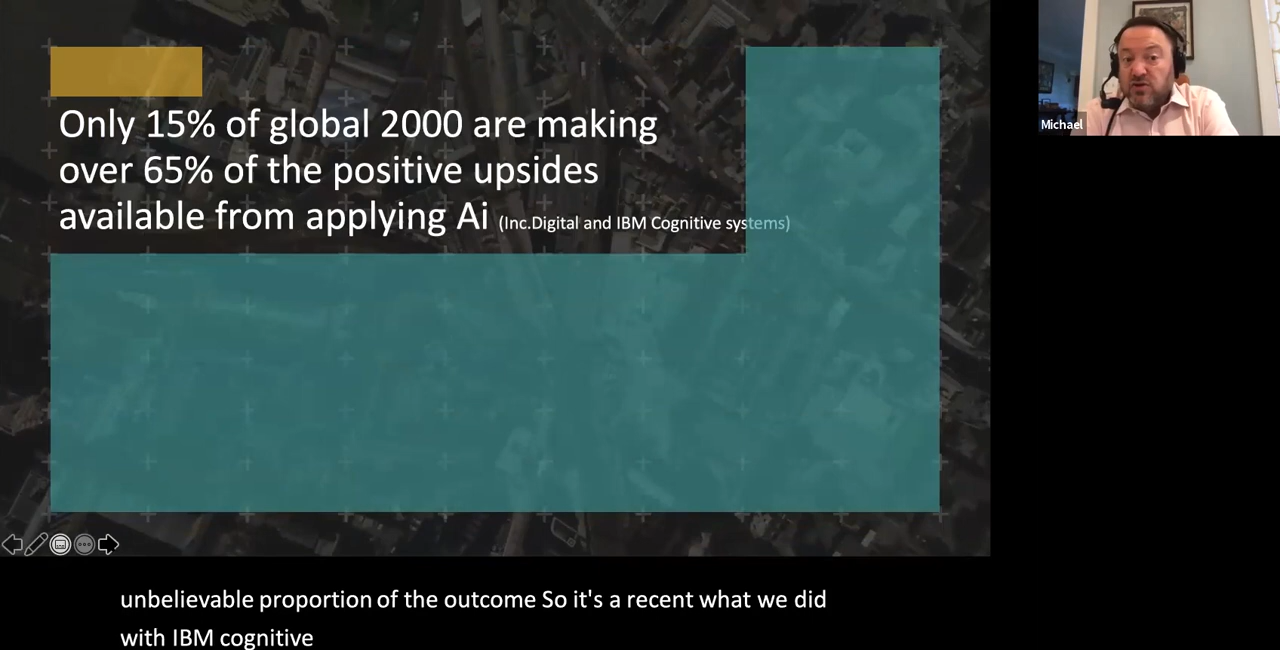 Only 15% of global 2000 are making
over 65% of the positive upsides
available from applying Ai (Inc.Digital and IBM Cognitive systems)
Michael
unbelievable proportion of the outcome So it's a recent what we did
with IBM cognitive